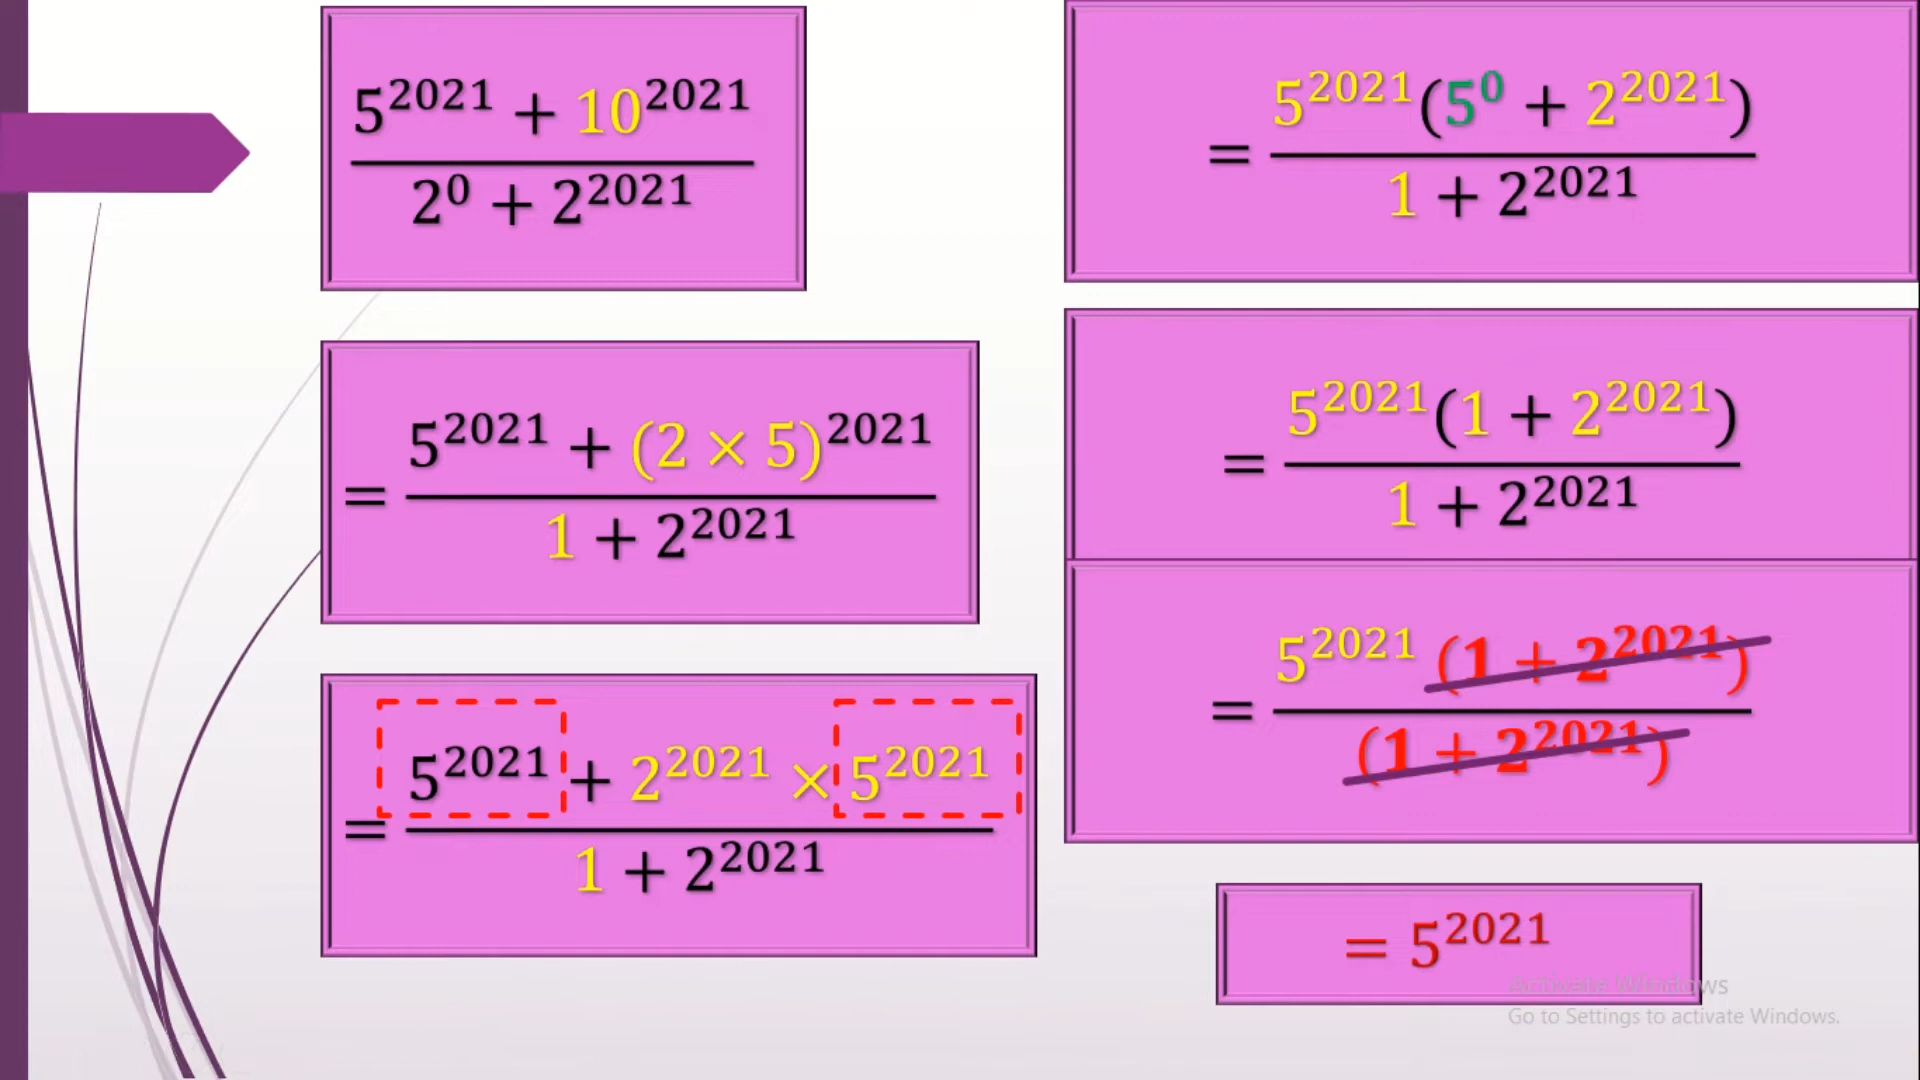 5^2021 + 10^2021
2^0 + 2^2021
5^2021 + (2 × 5)^2021
=
1 + 2^2021
5^2021 + 2^2021 × 5^2021
=
1 + 2^2021
5^2021(5^0 + 2^2021)
=
1 + 2^2021
5^2021(1 + 2^2021)
=
1 + 2^2021
5^2021 (1 + 2^2021)
=
(1 + 2^2021)
= 5^2021
Activate Windows
Go to Settings to activate Windows.